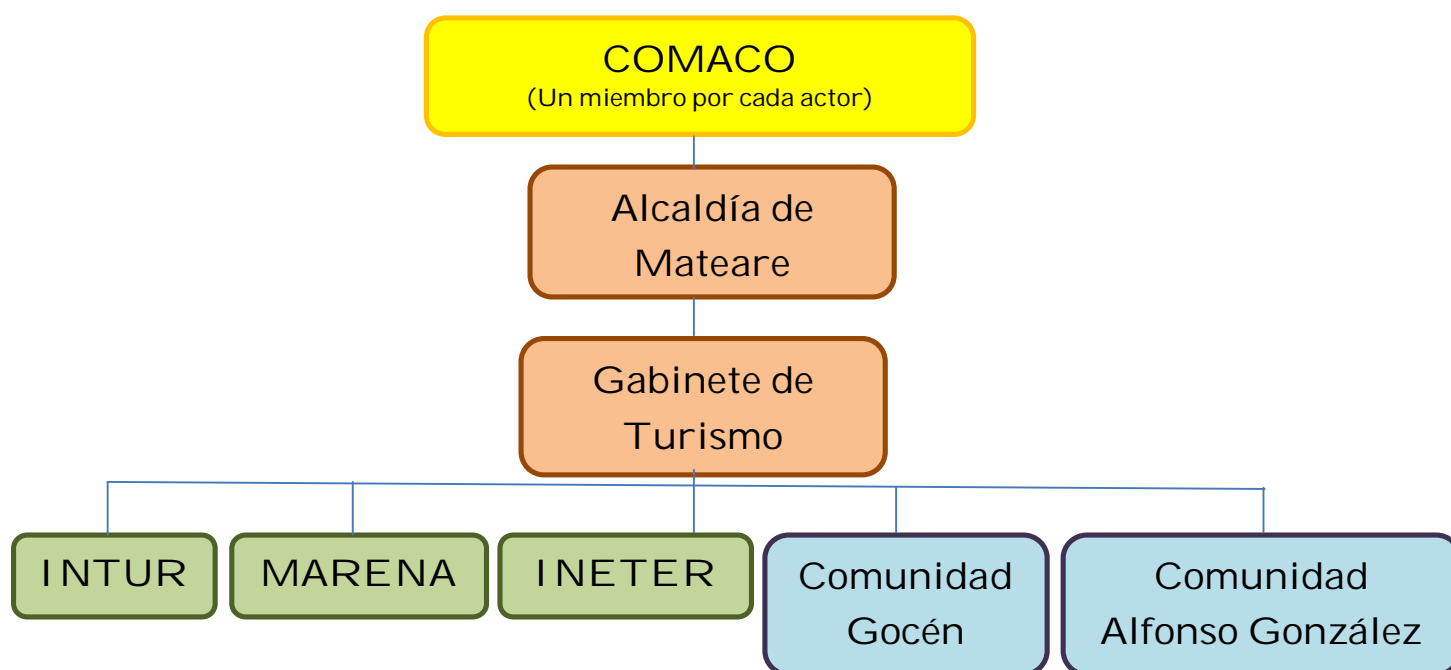 COMACO
(Un miembro por cada actor)
Alcaldía de
Mateare
Gabinete de
Turismo
INTUR
MARENA
INETER
Comunidad
Gocén
Comunidad
Alfonso González